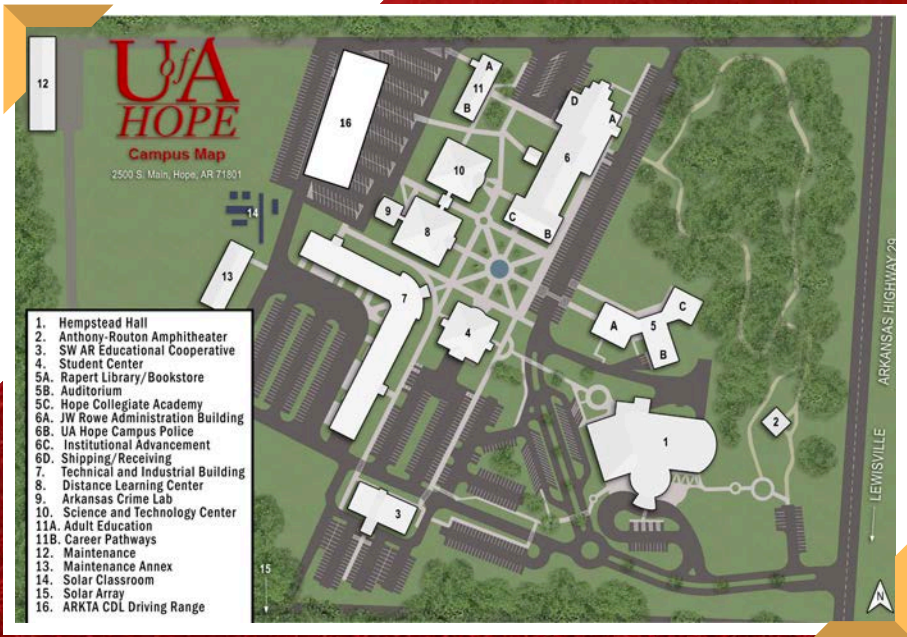 UofA
HOPE
Campus Map
2500 S. Main, Hope, AR 71801
12
16
A
11
B
D
A
6
C
B
10
9
8
14
13
7
4
A
5
B
C
1
2
3
15
ARKANSAS HIGHWAY 29
LEWISVILLE
N
1. Hempstead Hall
2. Anthony-Routon Amphitheater
3. SW AR Educational Cooperative
4. Student Center
5A. Rapert Library/Bookstore
5B. Auditorium
5C. Hope Collegiate Academy
6A. JW Rowe Administration Building
6B. UA Hope Campus Police
6C. Institutional Advancement
6D. Shipping/Receiving
7. Technical and Industrial Building
8. Distance Learning Center
9. Arkansas Crime Lab
10. Science and Technology Center
11A. Adult Education
11B. Career Pathways
12. Maintenance
13. Maintenance Annex
14. Solar Classroom
15. Solar Array
16. ARKTA CDL Driving Range